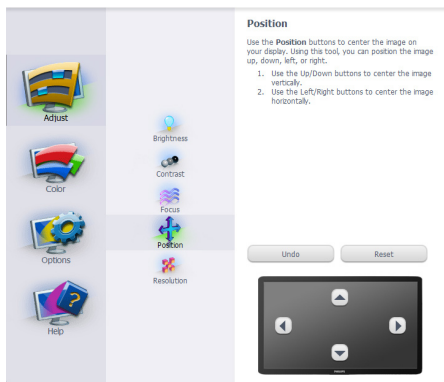 Adjust
Color
Options
Help
Brightness
Contrast
Focus
Position
Resolution
Position
Use the Position buttons to center the image on
your display. Using this tool, you can position the image
up, down, left, or right.
1. Use the Up/Down buttons to center the image
vertically.
2. Use the Left/Right buttons to center the image
horizontally.
Undo Reset
PHILIPS